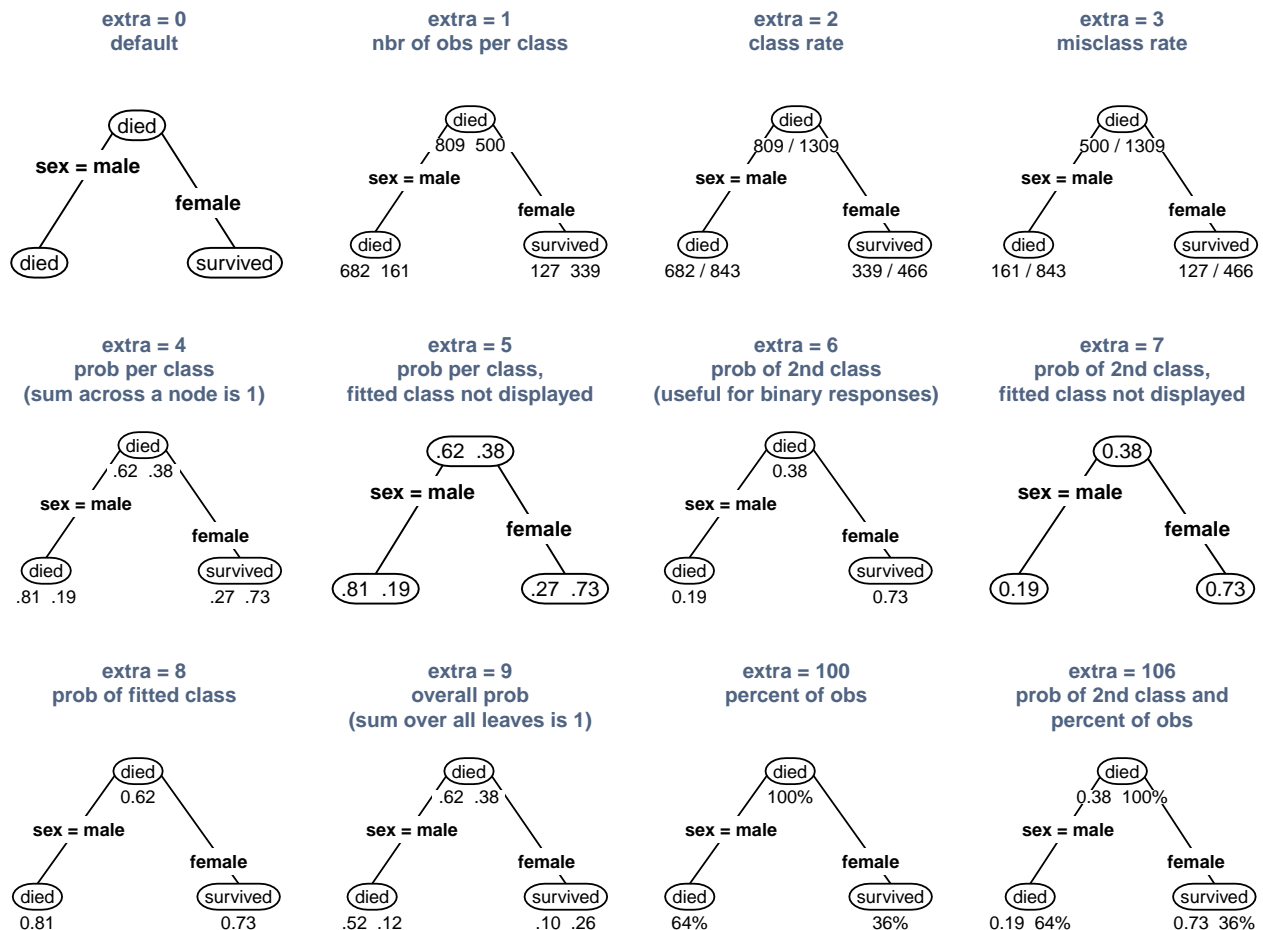 extra = 0
default
extra = 1
nbr of obs per class
extra = 2
class rate
extra = 3
misclass rate
died
sex = male
female
died
survived
died
809 500
sex = male
female
died
682 161
survived
127 339
died
809 / 1309
sex = male
female
died
682 / 843
survived
339 / 466
died
500 / 1309
sex = male
female
died
161 / 843
survived
127 / 466
extra = 4
prob per class
(sum across a node is 1)
extra = 5
prob per class,
fitted class not displayed
extra = 6
prob of 2nd class
(useful for binary responses)
extra = 7
prob of 2nd class,
fitted class not displayed
died
.62 .38
sex = male
female
died
.81 .19
survived
.27 .73
.62 .38
sex = male
female
.81 .19
.27 .73
died
0.38
sex = male
female
died
0.19
survived
0.73
0.38
sex = male
female
0.19
0.73
extra = 8
prob of fitted class
extra = 9
overall prob
(sum over all leaves is 1)
extra = 100
percent of obs
extra = 106
prob of 2nd class and
percent of obs
died
0.62
sex = male
female
died
0.81
survived
0.73
died
.62 .38
sex = male
female
died
.52 .12
survived
.10 .26
died
100%
sex = male
female
died
64%
survived
36%
died
0.38 100%
sex = male
female
died
0.19 64%
survived
0.73 36%